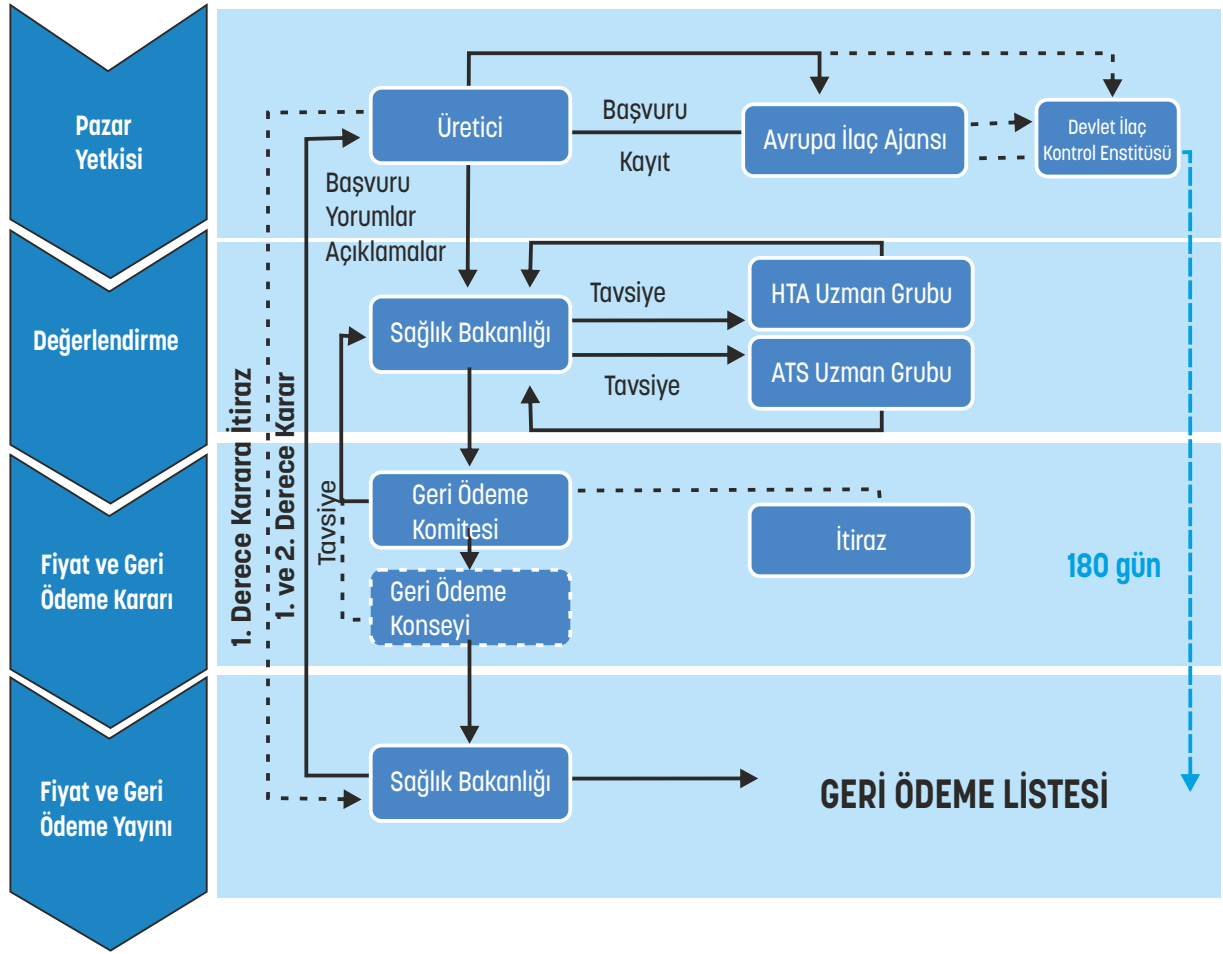 Pazar
Yetkisi
Üretici
Başvuru
Kayıt
Avrupa İlaç Ajansı
Devlet İlaç
Kontrol Enstitüsü
Başvuru
Yorumlar
Açıklamalar
Değerlendirme
Sağlık Bakanlığı
Tavsiye
Tavsiye
HTA Uzman Grubu
ATS Uzman Grubu
1. Derece Karara İtiraz
1. ve 2. Derece Karar
Tavsiye
Fiyat ve Geri
Ödeme Kararı
Geri Ödeme
Komitesi
Geri Ödeme
Konseyi
İtiraz
180 gün
Fiyat ve Geri
Ödeme Yayını
Sağlık Bakanlığı
GERİ ÖDEME LİSTESİ